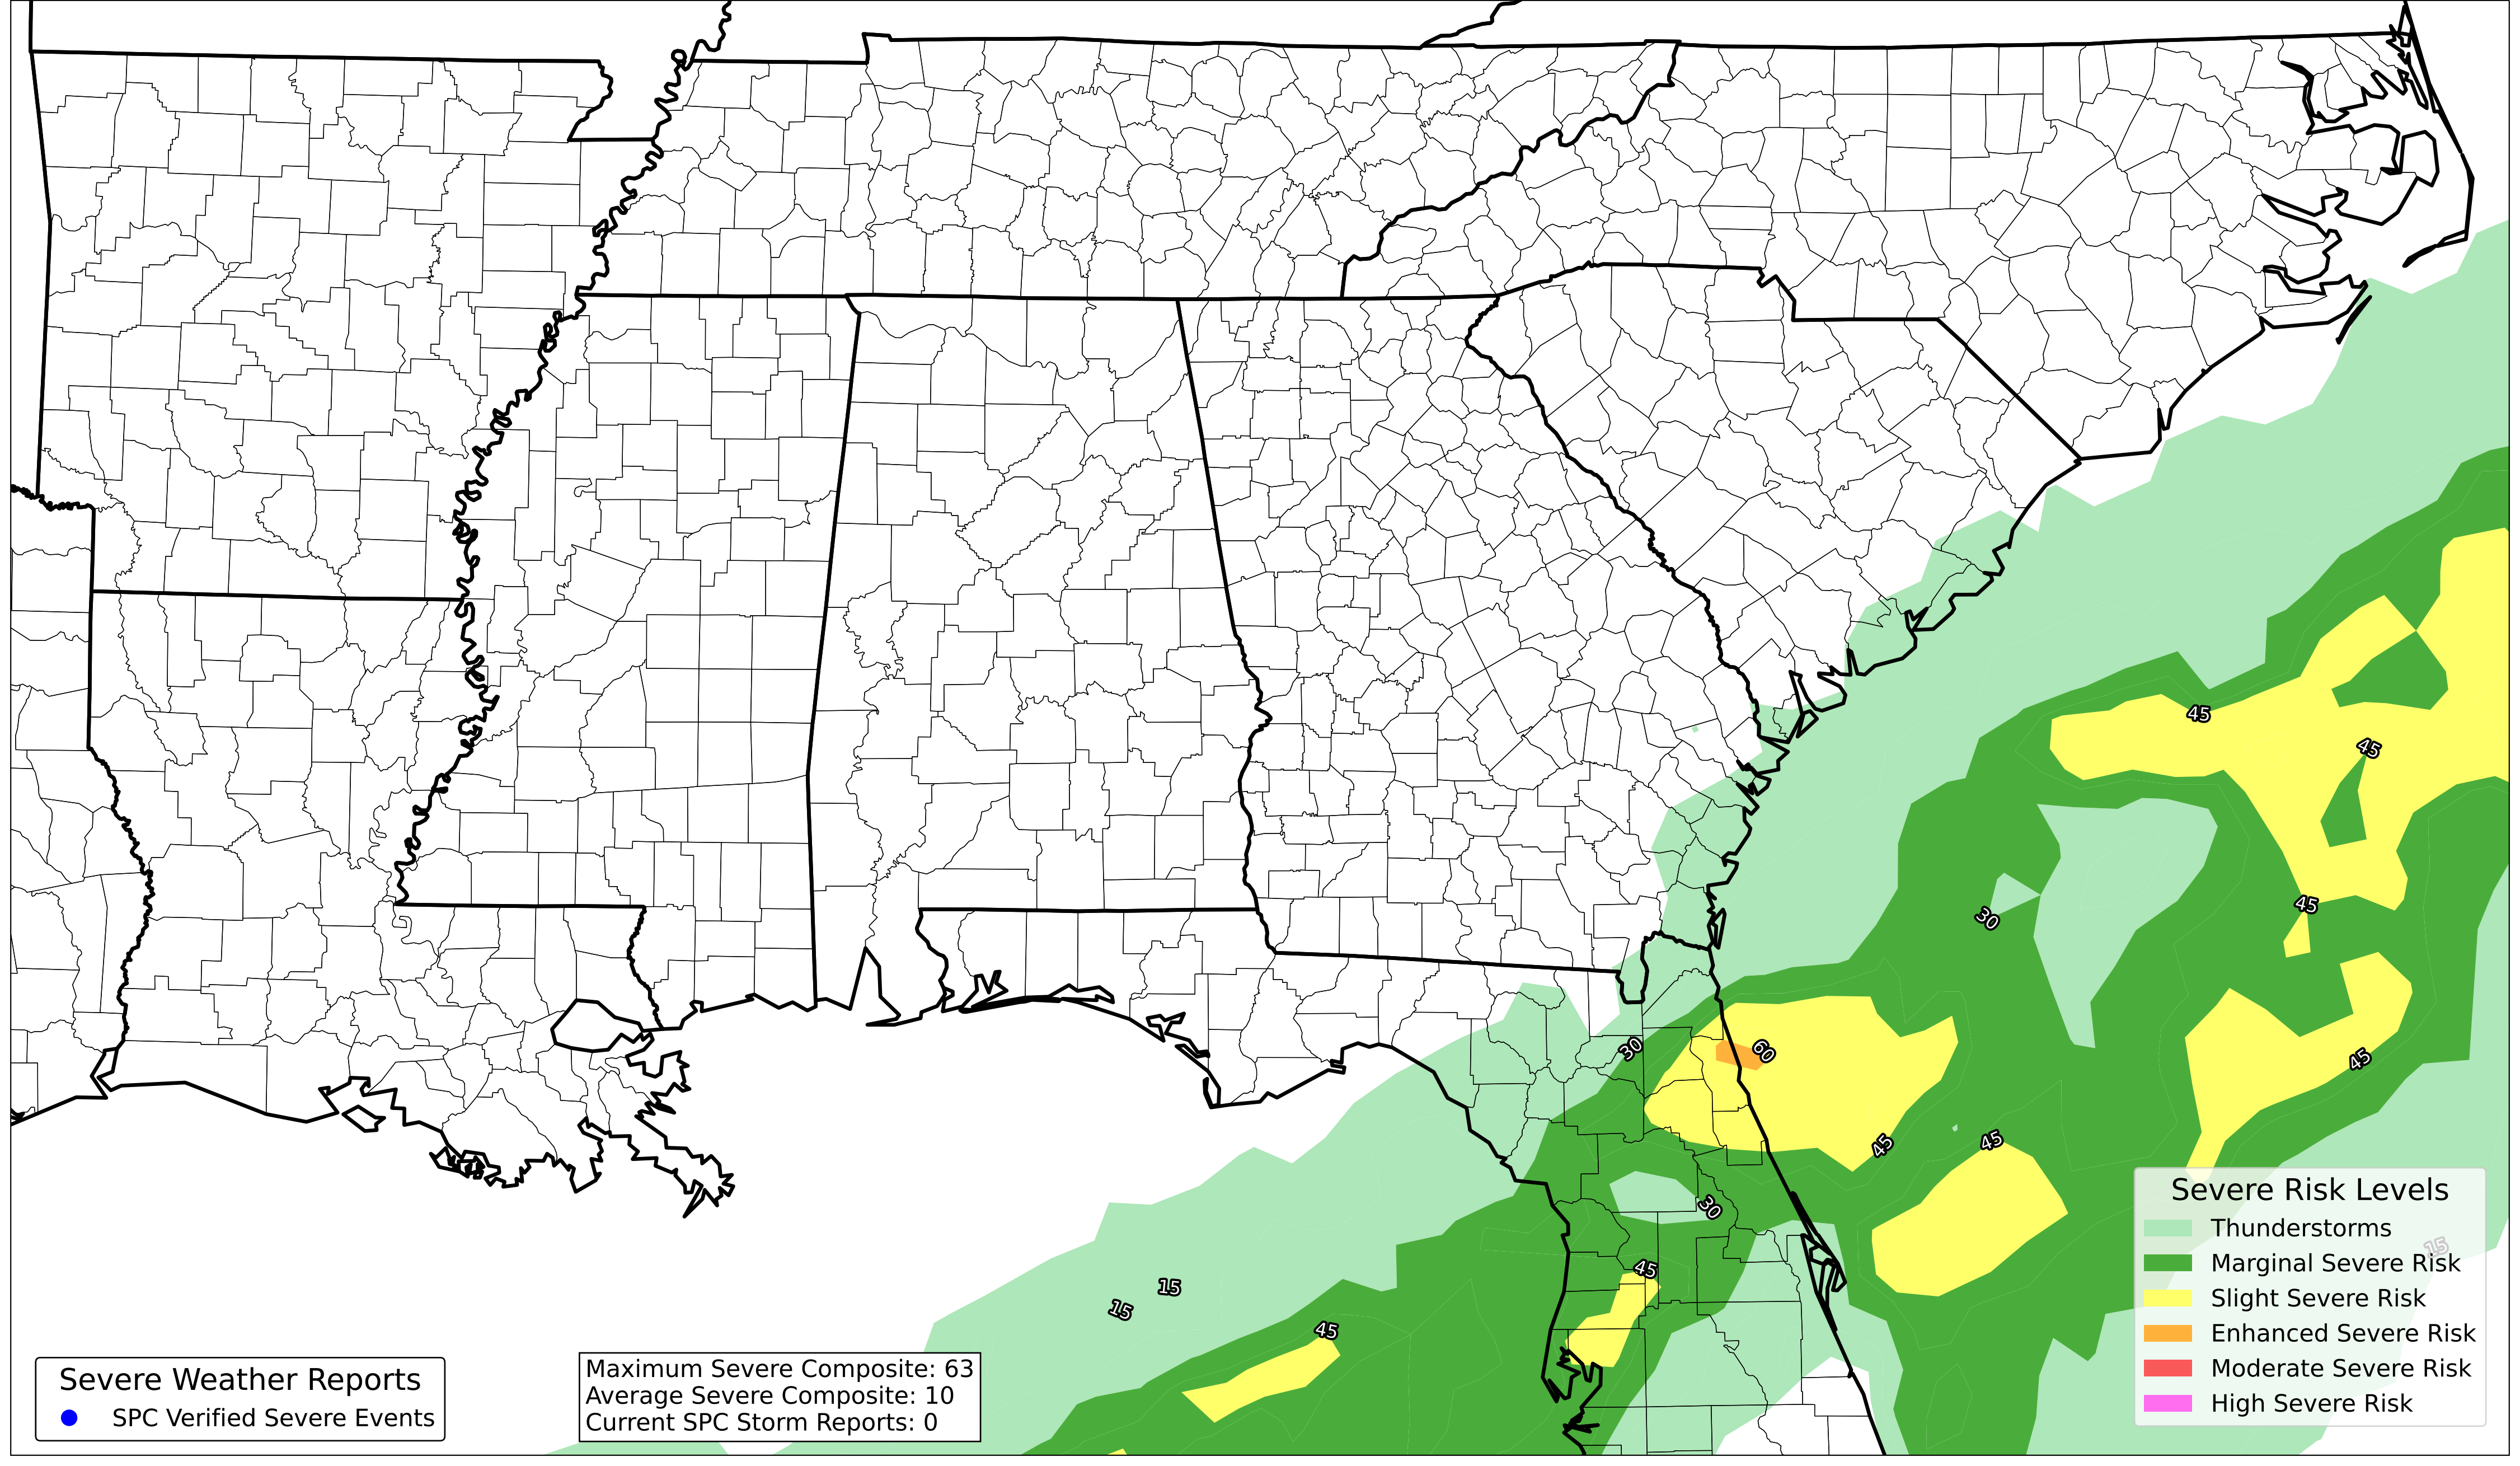 45
45
45
30
60
30
45
45
45
30
45
15
15
15
45
Severe Risk Levels
Thunderstorms
Marginal Severe Risk
Slight Severe Risk
Enhanced Severe Risk
Moderate Severe Risk
High Severe Risk
Severe Weather Reports
SPC Verified Severe Events
Maximum Severe Composite: 63
Average Severe Composite: 10
Current SPC Storm Reports: 0